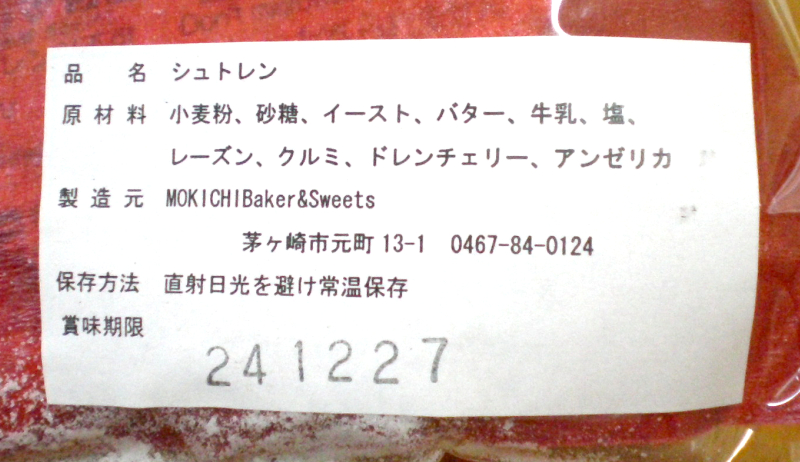 品名 シュトレン
原材料 小麦粉、砂糖、イースト、バター、牛乳、塩、
レーズン、クルミ、ドレンチェリー、アンゼリカ
製造元 MOKICHIBaker&Sweets
茅ヶ崎市元町13-1 0467-84-0124
保存方法 直射日光を避け常温保存
賞味期限
241227